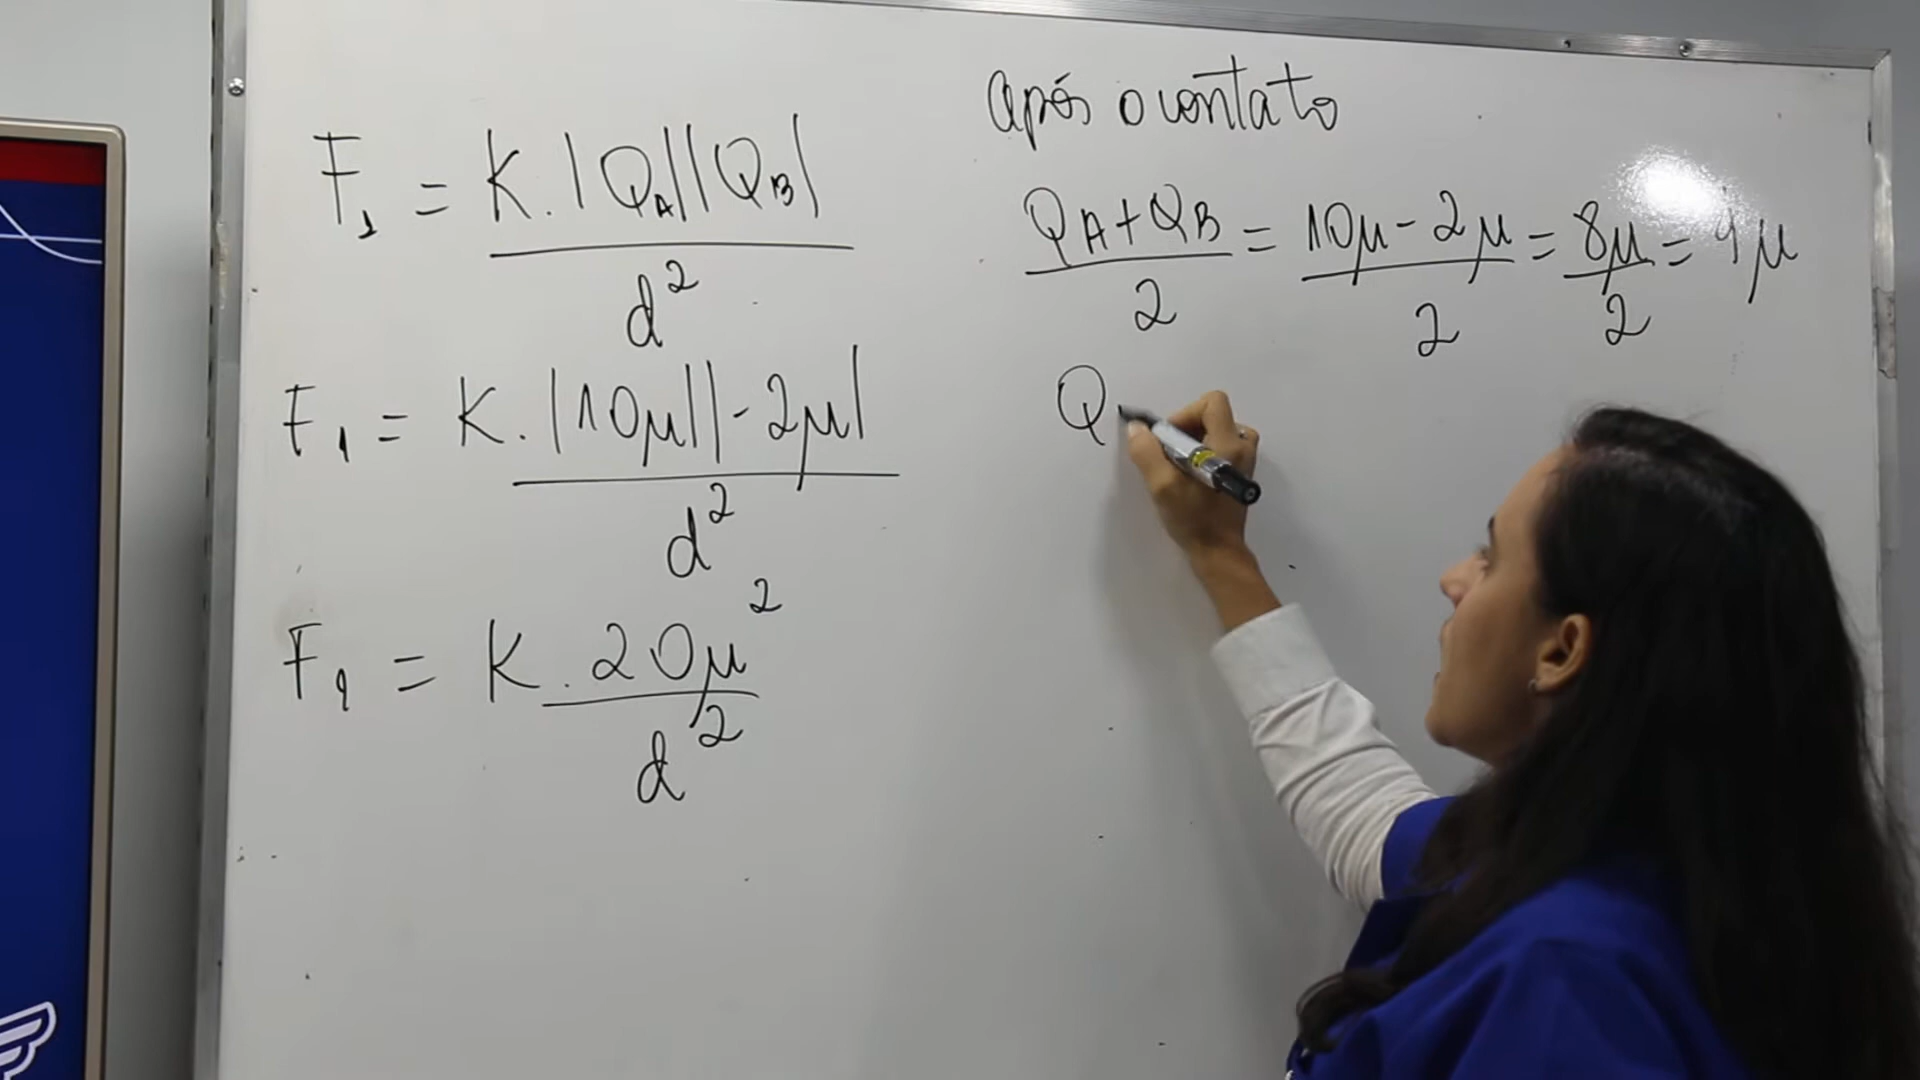 F₁ = K.|QA||QB|
d²
F₁ = K.|10μ||-2μ|
d²
F₁ = K.20μ²
d²
Após o contato
QA+QB = 10μ-2μ = 8μ = 4μ
2 2 2
Q